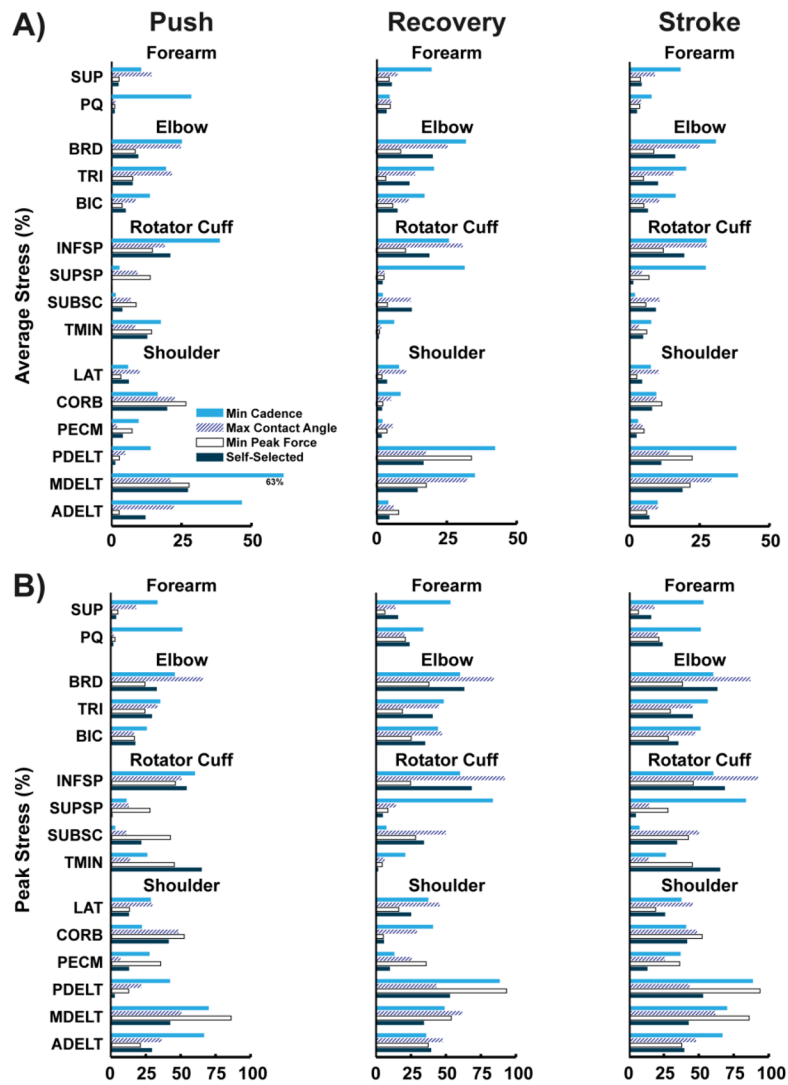 A)
Push Recovery Stroke
Forearm Forearm Forearm
SUP
PQ
Elbow Elbow Elbow
BRD
TRI
BIC
Rotator Cuff Rotator Cuff Rotator Cuff
INFSP
SUPSP
SUBSC
TMIN
Shoulder Shoulder Shoulder
LAT
CORB
PECM
PDELT
MDELT
ADELT
Average Stress (%)
Min Cadence
Max Contact Angle
Min Peak Force
Self-Selected
63%
0 25 50 0 25 50 0 25 50
B)
Forearm Forearm Forearm
SUP
PQ
Elbow Elbow Elbow
BRD
TRI
BIC
Rotator Cuff Rotator Cuff Rotator Cuff
INFSP
SUPSP
SUBSC
TMIN
Shoulder Shoulder Shoulder
LAT
CORB
PECM
PDELT
MDELT
ADELT
Peak Stress (%)
0 25 50 75 100 0 25 50 75 100 0 25 50 75 100